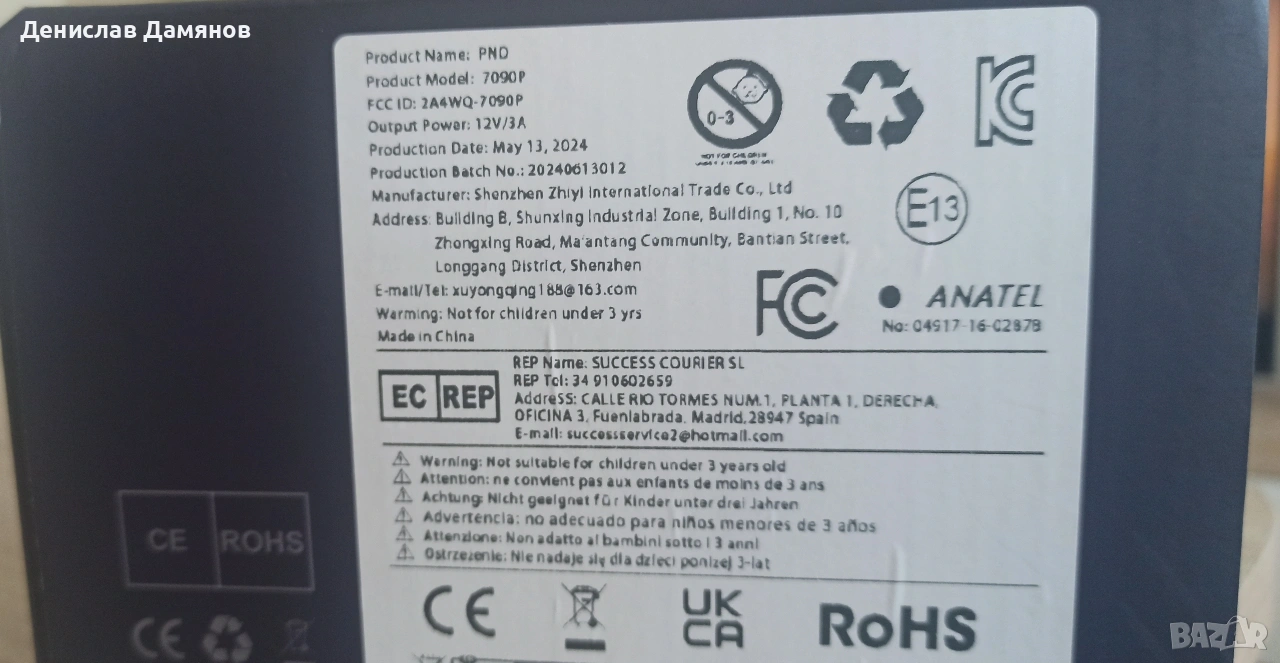 Денислав Дамянов
Product Name: PND
Product Model: 7090P
FCC ID: 2A4WQ-7090P
Output Power: 12V/3A
Production Date: May 13, 2024
Production Batch No.: 20240613012
Manufacturer: Shenzhen Zhiyi International Trade Co., Ltd
Address: Building B, Shunxing Industrial Zone, Building 1, No. 10
Zhongxing Road, Ma'antang Community, Bantian Street,
Longgang District, Shenzhen
E-mail/Tel: xuyongqing188@163.com
Warming: Not for children under 3 yrs
Made in China
0-3
NOT FOR CHILDREN
E13
FC
ANATEL
No: 04917-16-02878
EC REP
REP Name: SUCCESS COURIER SL
REP Tel: 34 910602659
AddreSS: CALLE RIO TORMES NUM.1, PLANTA 1, DERECHA,
OFICINA 3, Fuenlabrada, Madrid,28947 Spain
E-mail: successservice2@hotmail.com
Warning: Not suitable for children under 3 years old
Attention: ne convient pas aux enfants de moins de 3 ans
Achtung: Nicht geeignet für Kinder unter drei Jahren
Advertencia: no adecuado para niños menores de 3 años
Attenzione: Non adatto ai bambini sotto i 3 anni
Ostrzezenie: Nie nadaje się dla dzieci ponizej 3-lat
CE
UK
CA
RoHS
CE ROHS
CE
BAZAR